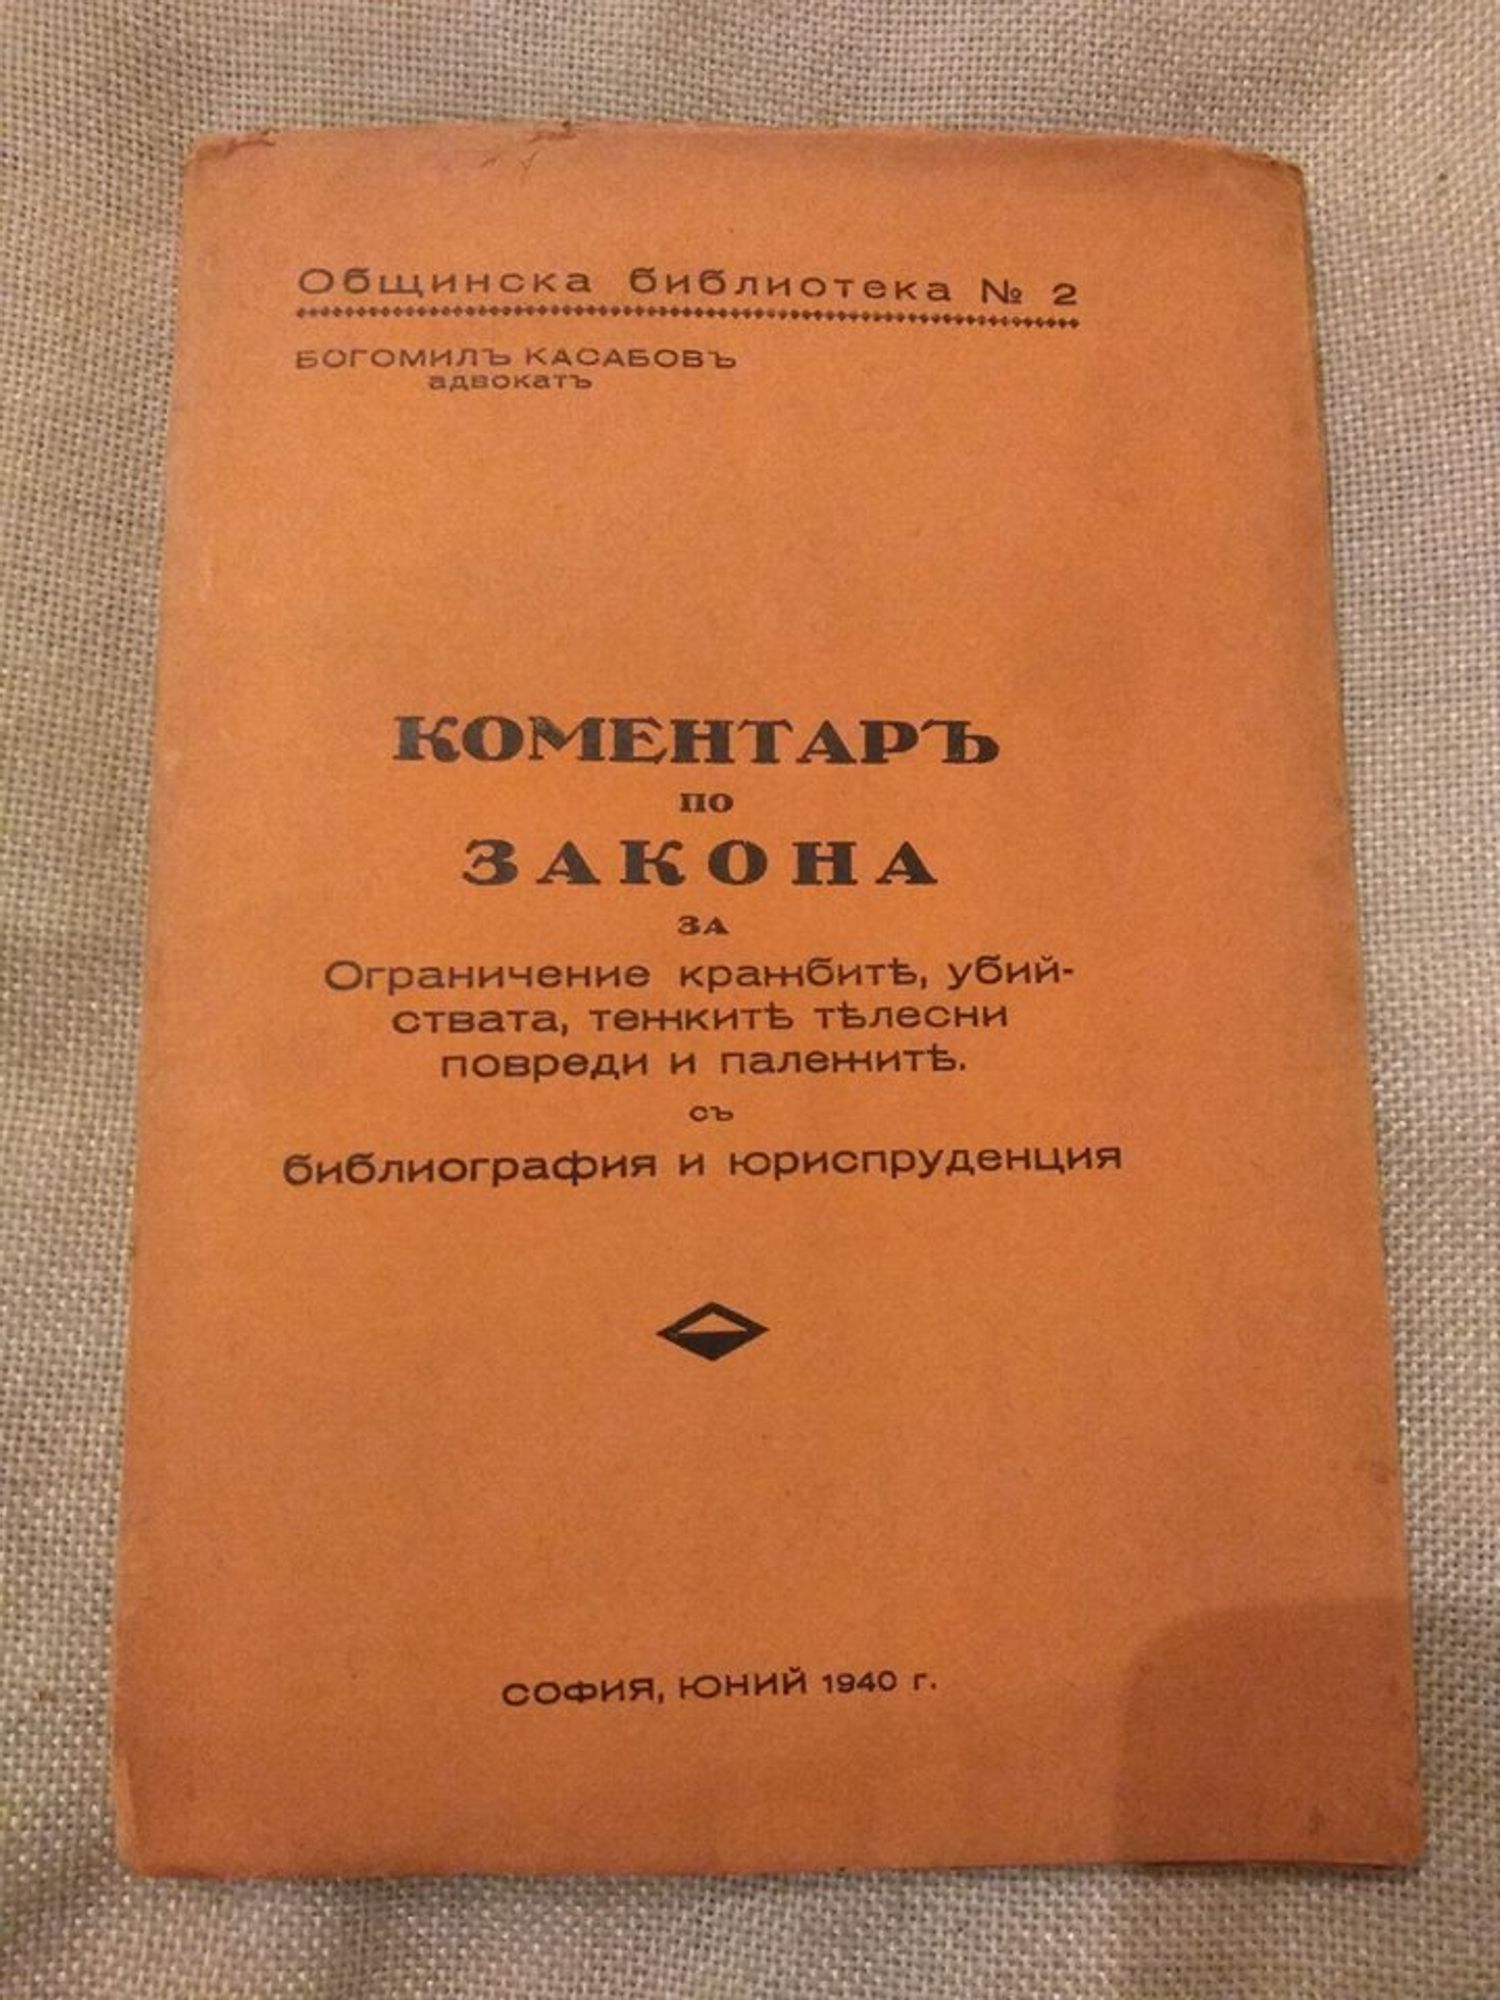 Общинска библиотека № 2
БОГОМИЛЪ КАСАБОВЪ
адвокатъ
КОМЕНТАРЪ
ПО
ЗАКОНА
ЗА
Ограничение кражбитѣ, убий-
ствата, тежкитѣ тѣлесни
повреди и палежитѣ.
съ
библиография и юриспруденция
СОФИЯ, ЮНИЙ 1940 г.